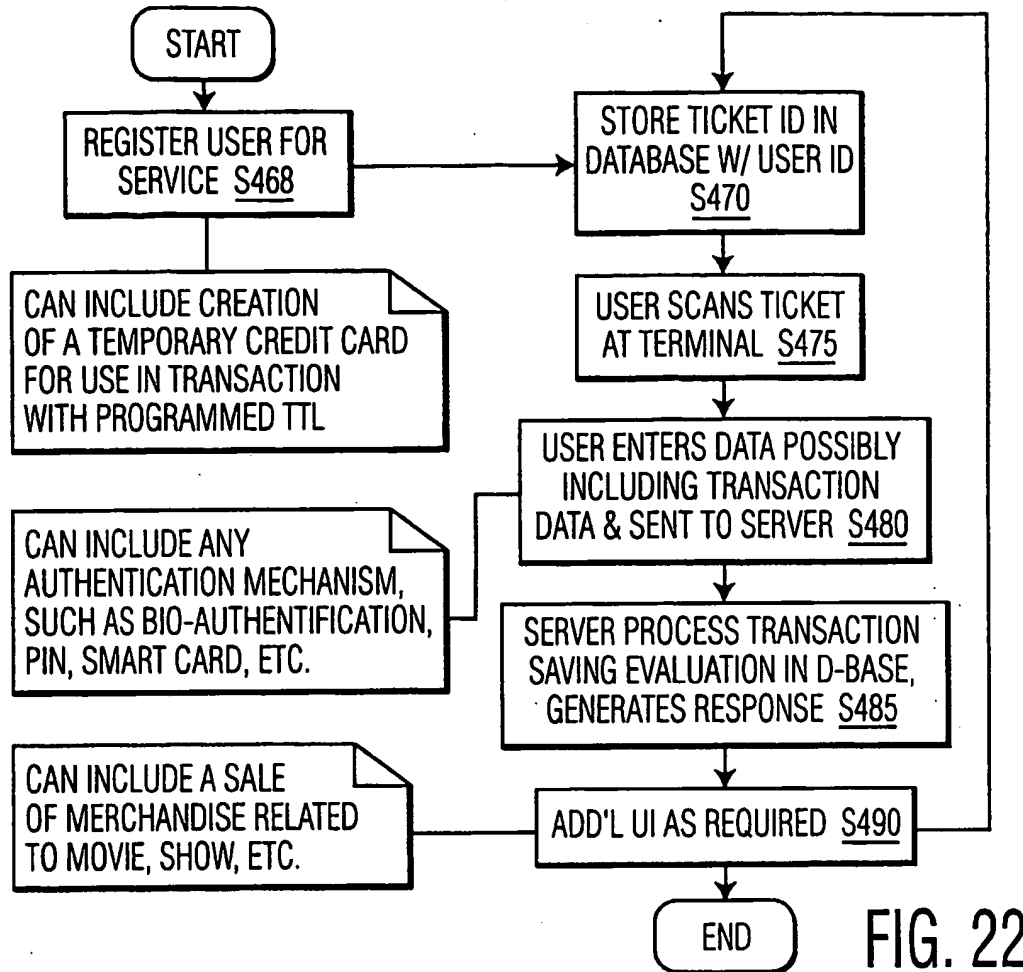 START
REGISTER USER FOR
SERVICE S468
STORE TICKET ID IN
DATABASE W/ USER ID
S470
CAN INCLUDE CREATION
OF A TEMPORARY CREDIT CARD
FOR USE IN TRANSACTION
WITH PROGRAMMED TTL
USER SCANS TICKET
AT TERMINAL S475
USER ENTERS DATA POSSIBLY
INCLUDING TRANSACTION
DATA & SENT TO SERVER S480
CAN INCLUDE ANY
AUTHENTICATION MECHANISM,
SUCH AS BIO-AUTHENTIFICATION,
PIN, SMART CARD, ETC.
SERVER PROCESS TRANSACTION
SAVING EVALUATION IN D-BASE,
GENERATES RESPONSE S485
CAN INCLUDE A SALE
OF MERCHANDISE RELATED
TO MOVIE, SHOW, ETC.
ADD'L UI AS REQUIRED S490
END
FIG. 22